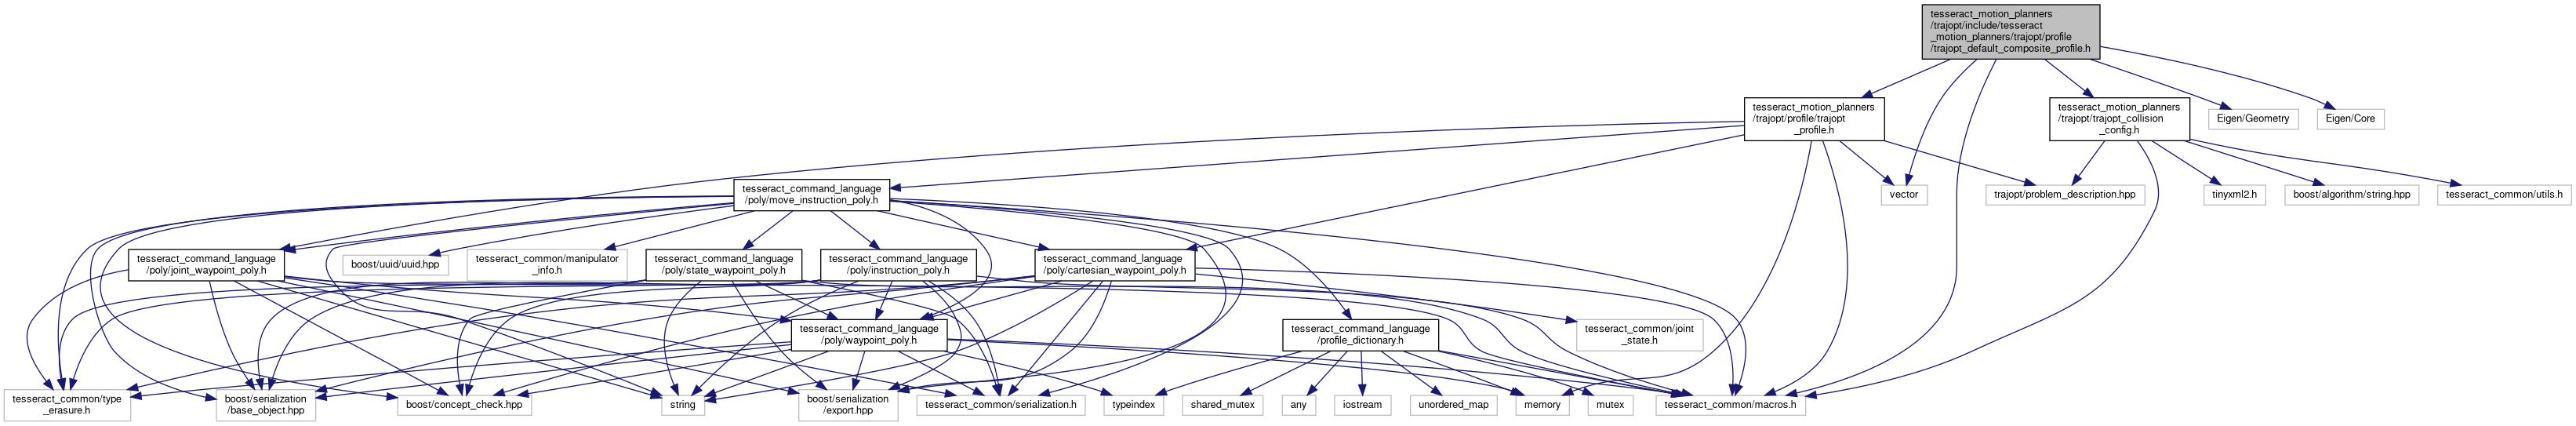 tesseract_motion_planners
/trajopt/include/tesseract
_motion_planners/trajopt/profile
/trajopt_default_composite_profile.h
tesseract_motion_planners
/trajopt/profile/trajopt
_profile.h
tesseract_motion_planners
/trajopt/trajopt_collision
_config.h
Eigen/Geometry
Eigen/Core
tesseract_command_language
/poly/move_instruction_poly.h
vector
trajopt/problem_description.hpp
tinyxml2.h
boost/algorithm/string.hpp
tesseract_common/utils.h
tesseract_command_language
/poly/joint_waypoint_poly.h
boost/uuid/uuid.hpp
tesseract_common/manipulator
_info.h
tesseract_command_language
/poly/state_waypoint_poly.h
tesseract_command_language
/poly/instruction_poly.h
tesseract_command_language
/poly/cartesian_waypoint_poly.h
tesseract_command_language
/poly/waypoint_poly.h
tesseract_command_language
/profile_dictionary.h
tesseract_common/joint
_state.h
tesseract_common/type
_erasure.h
boost/serialization
/base_object.hpp
boost/concept_check.hpp
string
boost/serialization
/export.hpp
tesseract_common/serialization.h
typeindex
shared_mutex
any
iostream
unordered_map
memory
mutex
tesseract_common/macros.h